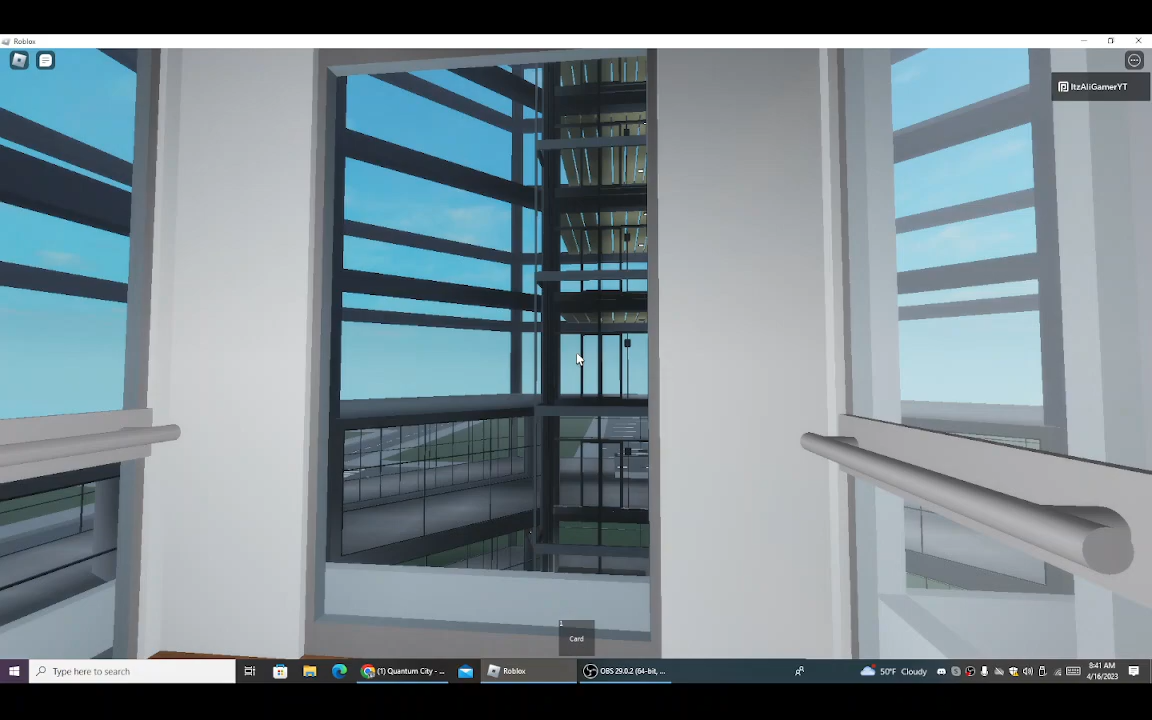 Roblox
ItzAliGamerYT
1
Card
Type here to search
(1) Quantum City - ...
Roblox
OBS 29.0.2 (64-bit, ...
50°F Cloudy
8:41 AM
4/16/2023